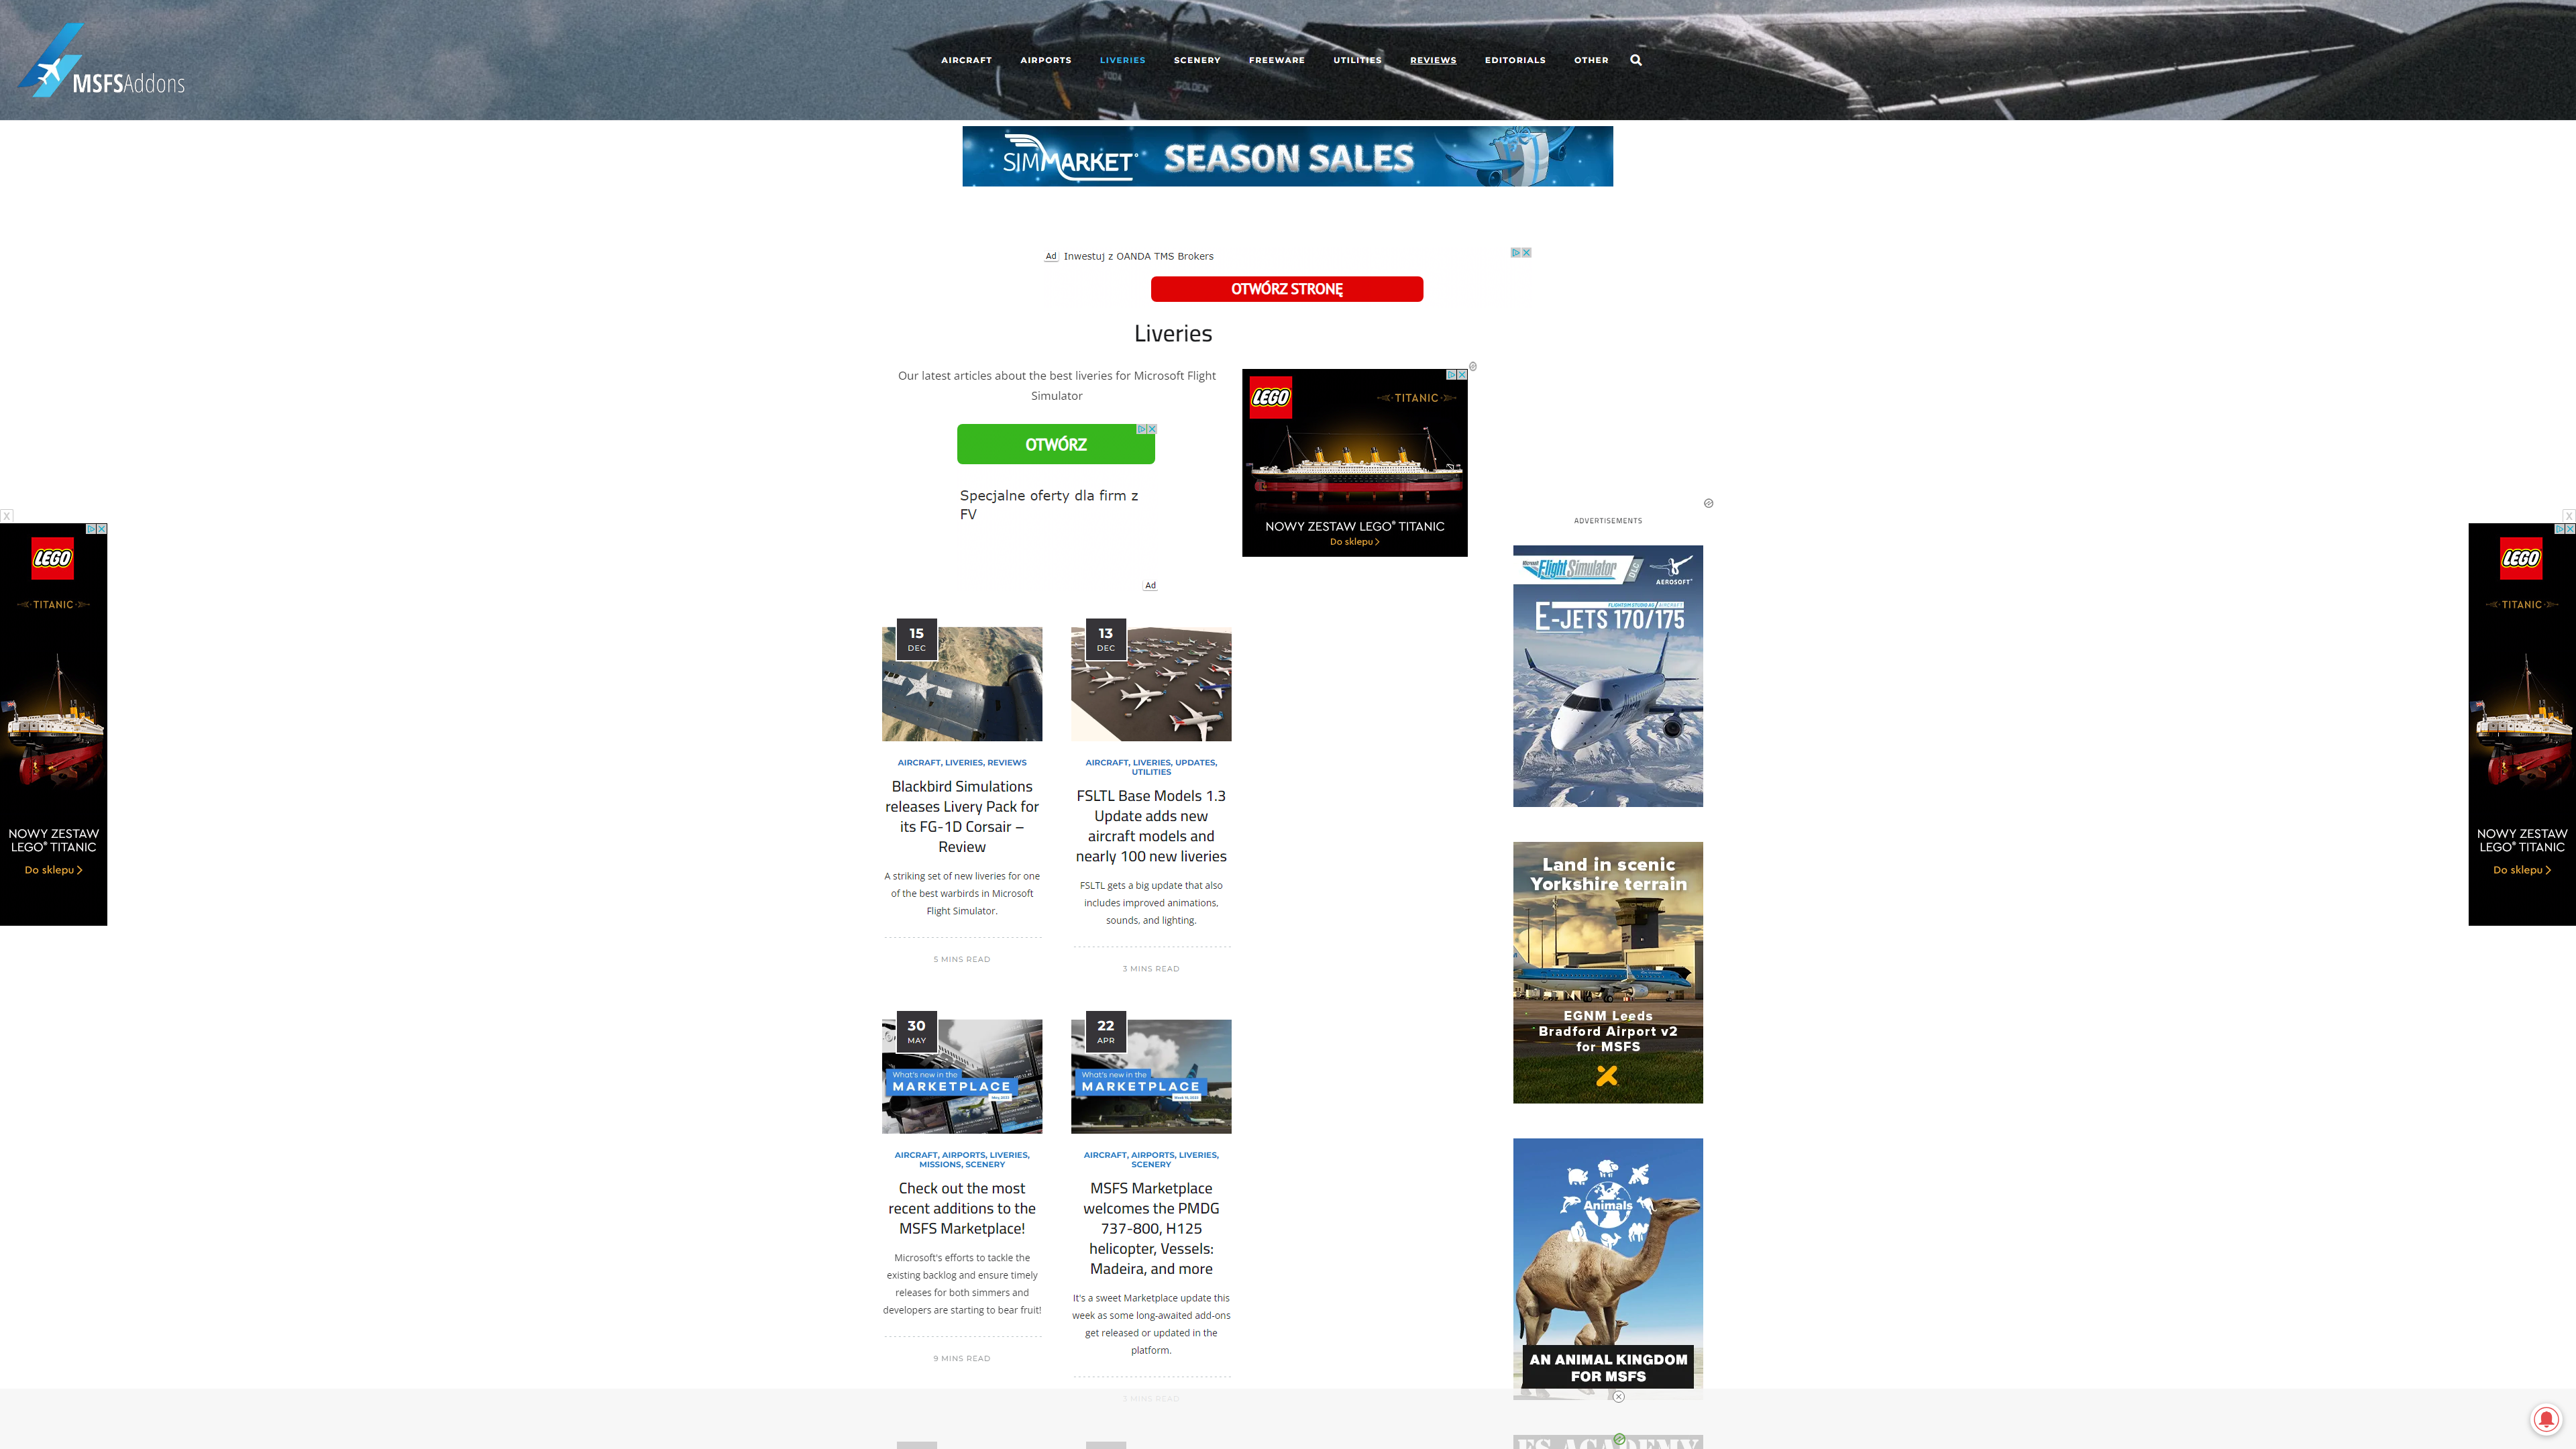 MSFSAddons
AIRCRAFT
AIRPORTS
LIVERIES
SCENERY
FREEWARE
UTILITIES
REVIEWS
EDITORIALS
OTHER
YODA
GOLDEN
SIMMARKET
SEASON SALES
Ad
Inwestuj z OANDA TMS Brokers
OTWÓRZ STRONĘ
Liveries
Our latest articles about the best liveries for Microsoft Flight
Simulator
OTWÓRZ
Specjalne oferty dla firm z
FV
Ad
LEGO
TITANIC
NOWY ZESTAW LEGO® TITANIC
Do sklepu
X
LEGO
TITANIC
NOWY ZESTAW
LEGO® TITANIC
Do sklepu
15
DEC
AIRCRAFT, LIVERIES, REVIEWS
Blackbird Simulations
releases Livery Pack for
its FG-1D Corsair –
Review
A striking set of new liveries for one
of the best warbirds in Microsoft
Flight Simulator.
5 MINS READ
13
DEC
AIRCRAFT, LIVERIES, UPDATES,
UTILITIES
FSLTL Base Models 1.3
Update adds new
aircraft models and
nearly 100 new liveries
FSLTL gets a big update that also
includes improved animations,
sounds, and lighting.
3 MINS READ
30
MAY
What's new in the
MARKETPLACE
May, 2022
AIRCRAFT, AIRPORTS, LIVERIES,
MISSIONS, SCENERY
Check out the most
recent additions to the
MSFS Marketplace!
Microsoft's efforts to tackle the
existing backlog and ensure timely
releases for both simmers and
developers are starting to bear fruit!
9 MINS READ
22
APR
What's new in the
MARKETPLACE
AIRCRAFT, AIRPORTS, LIVERIES,
SCENERY
MSFS Marketplace
welcomes the PMDG
737-800, H125
helicopter, Vessels:
Madeira, and more
It's a sweet Marketplace update this
week as some long-awaited add-ons
get released or updated in the
platform.
3 MINS READ
ADVERTISEMENTS
Microsoft
Flight Simulator
DLC
AEROSOFT
FLIGHTSIM STUDIO AG / AIRCRAFT
E-JETS 170/175
Land in scenic
Yorkshire terrain
EGNM Leeds
Bradford Airport v2
for MSFS
Animals
AN ANIMAL KINGDOM
FOR MSFS
FS ACADEMY
X
LEGO
TITANIC
NOWY ZESTAW
LEGO® TITANIC
Do sklepu